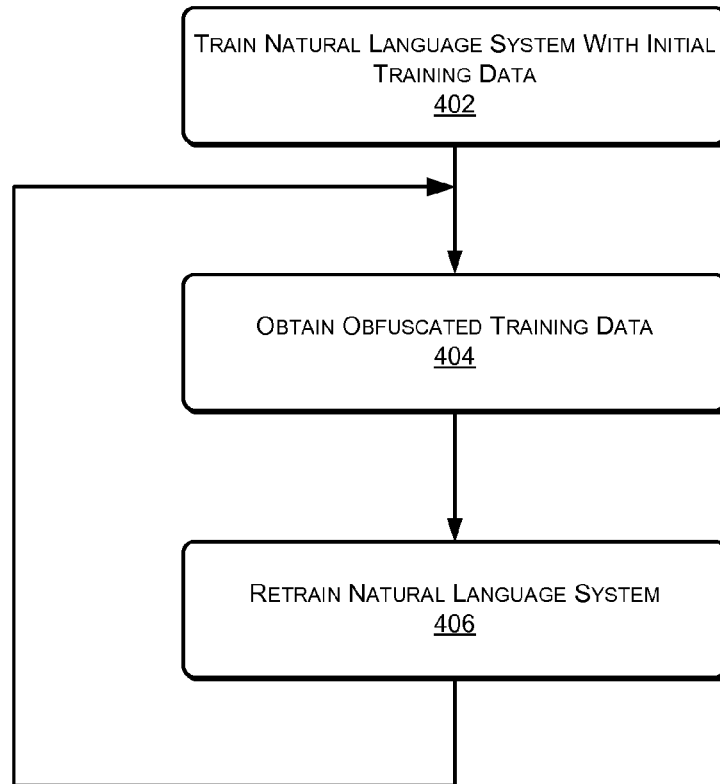 TRAIN NATURAL LANGUAGE SYSTEM WITH INITIAL
TRAINING DATA
402
OBTAIN OBFUSCATED TRAINING DATA
404
RETRAIN NATURAL LANGUAGE SYSTEM
406